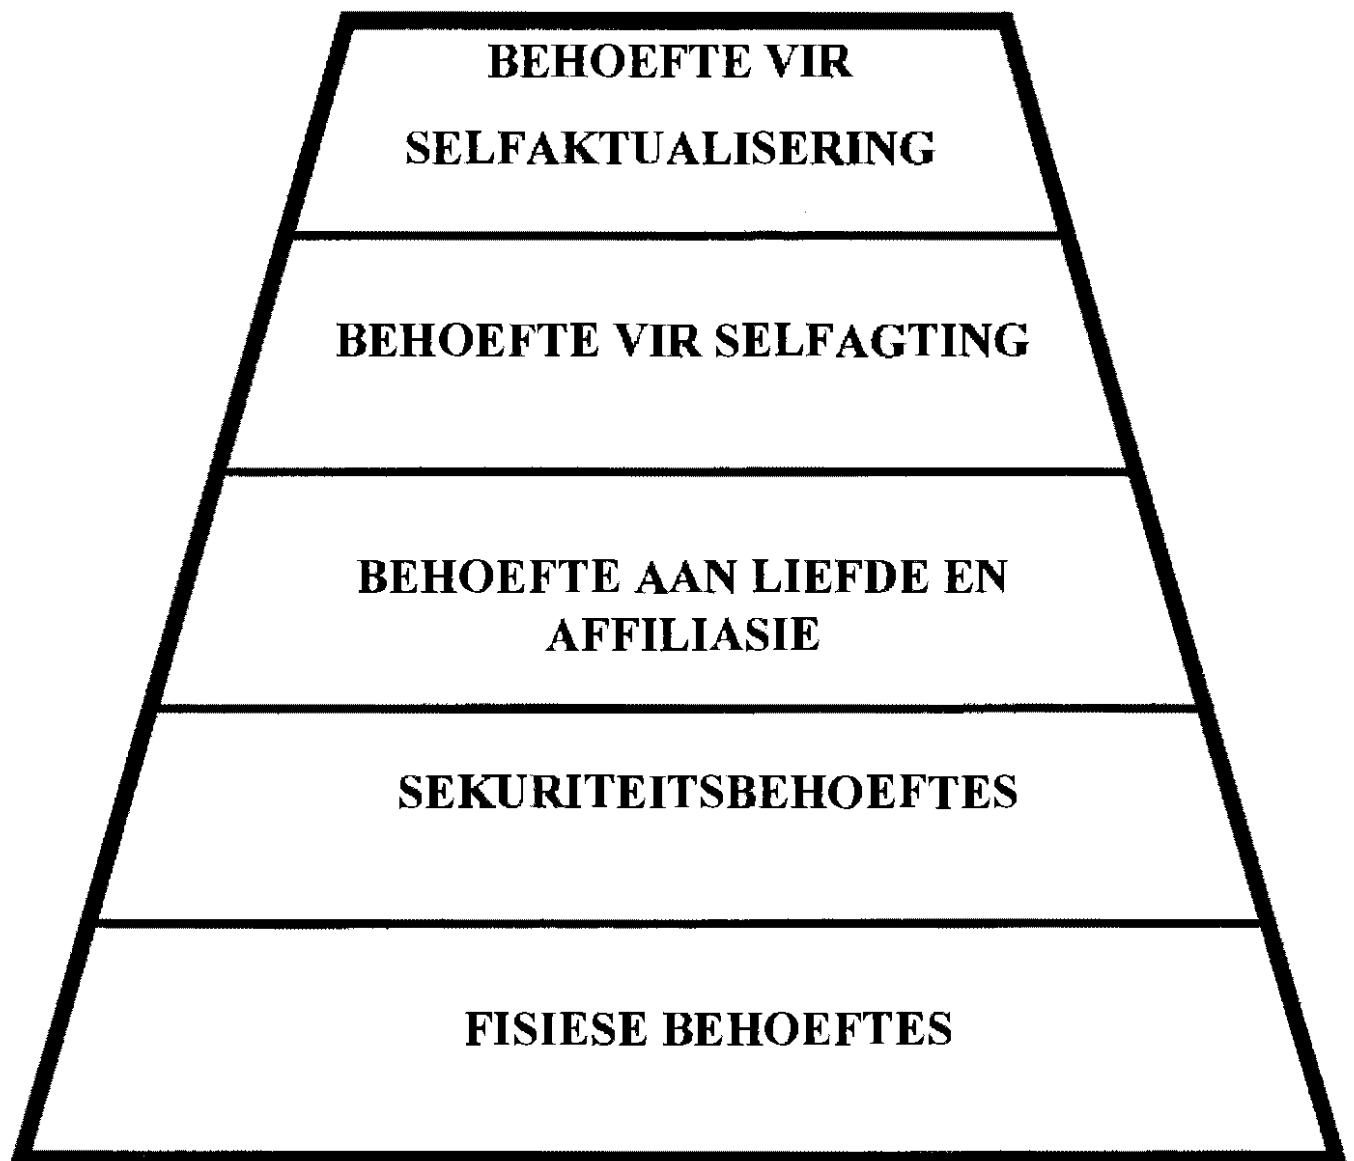 BEHOEFTE VIR
SELFAKTUALISERING
BEHOEFTE VIR SELFAGTING
BEHOEFTE AAN LIEFDE EN
AFFILIASIE
SEKURITEITSBEHOEFTES
FISIESE BEHOEFTES